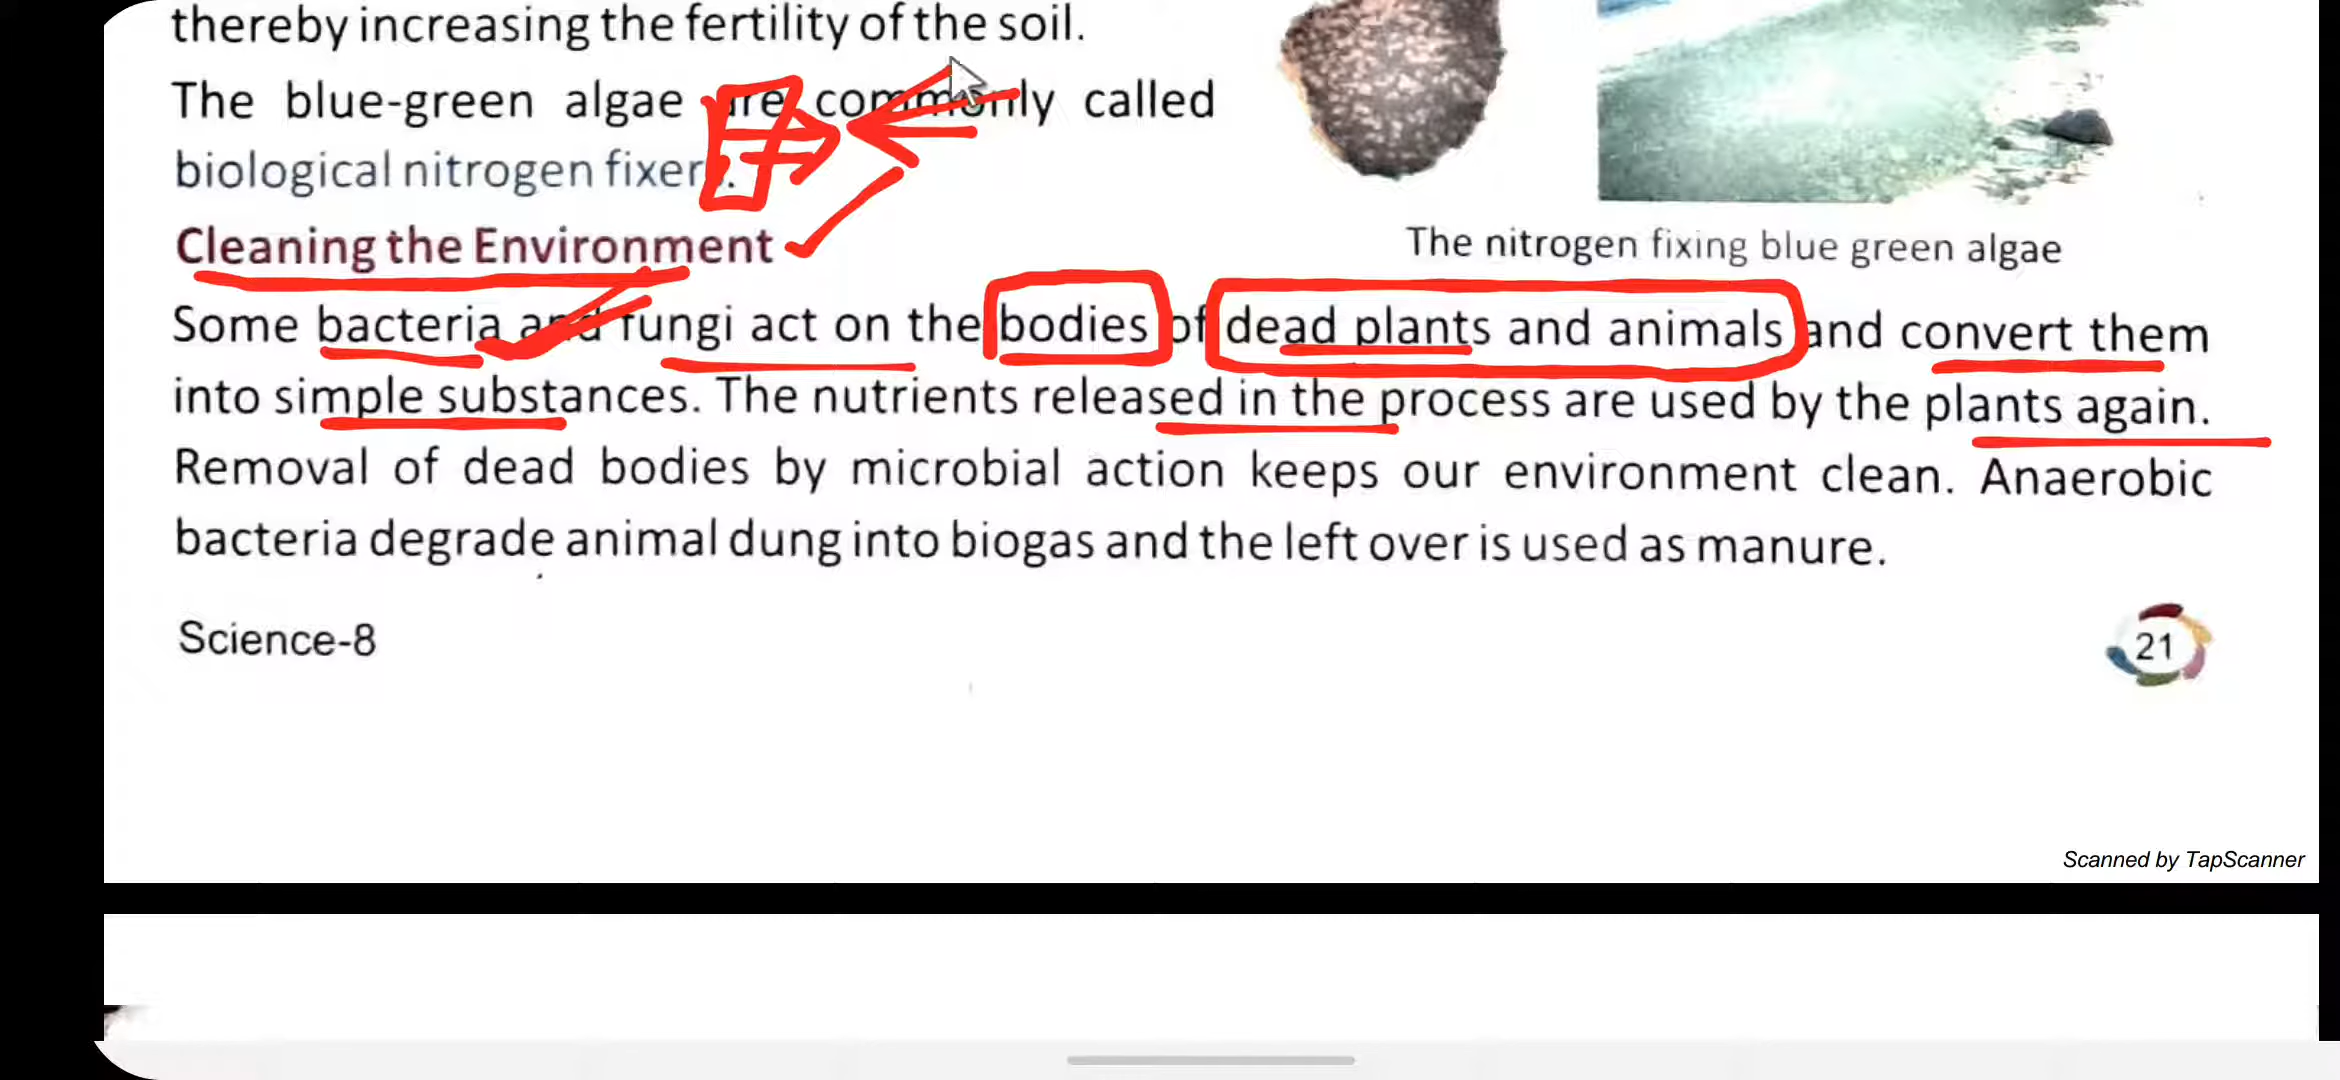 thereby increasing the fertility of the soil.
The blue-green algae are commonly called
biological nitrogen fixers.
Cleaning the Environment
The nitrogen fixing blue green algae
Some bacteria and fungi act on the bodies of dead plants and animals and convert them
into simple substances. The nutrients released in the process are used by the plants again.
Removal of dead bodies by microbial action keeps our environment clean. Anaerobic
bacteria degrade animal dung into biogas and the left over is used as manure.
Science-8
21
Scanned by TapScanner